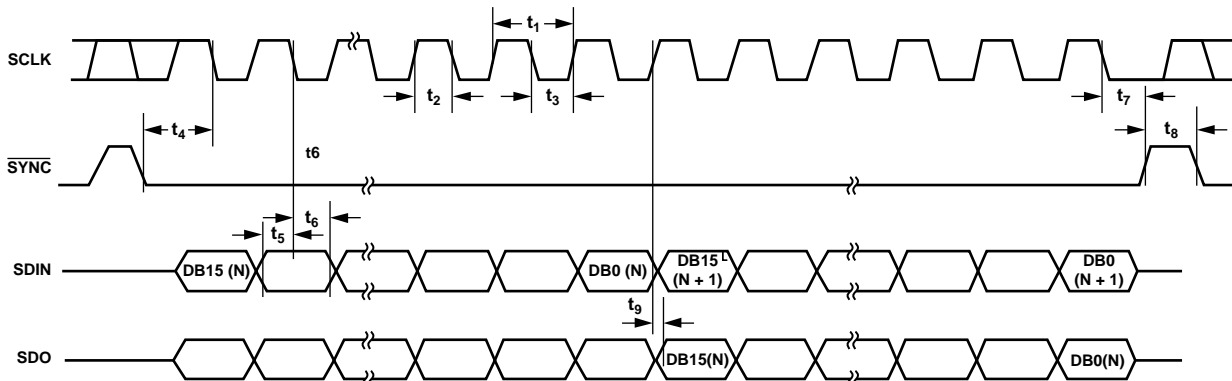 t1
SCLK
t2
t3
t7
t4
t8
t6
SYNC
t6
t5
SDIN
DB15 (N)
DB0 (N)
DB15
(N + 1)
DB0
(N + 1)
t9
SDO
DB15(N)
DB0(N)